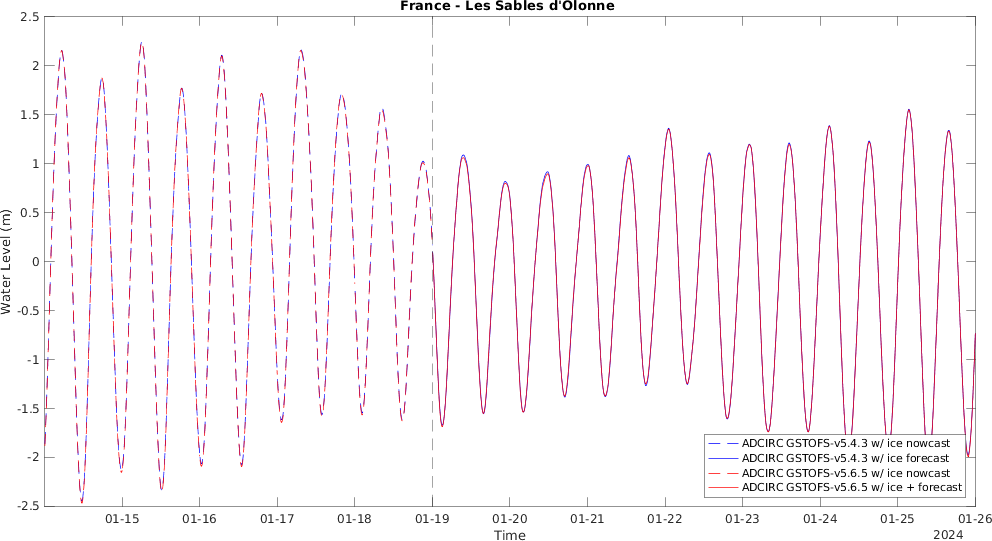 France - Les Sables d'Olonne
2.5
2
1.5
1
0.5
0
-0.5
-1
-1.5
-2
-2.5
Water Level (m)
01-15 01-16 01-17 01-18 01-19 01-20 01-21 01-22 01-23 01-24 01-25 01-26
Time
2024
ADCIRC GSTOFS-v5.4.3 w/ ice nowcast
ADCIRC GSTOFS-v5.4.3 w/ ice forecast
ADCIRC GSTOFS-v5.6.5 w/ ice nowcast
ADCIRC GSTOFS-v5.6.5 w/ ice + forecast